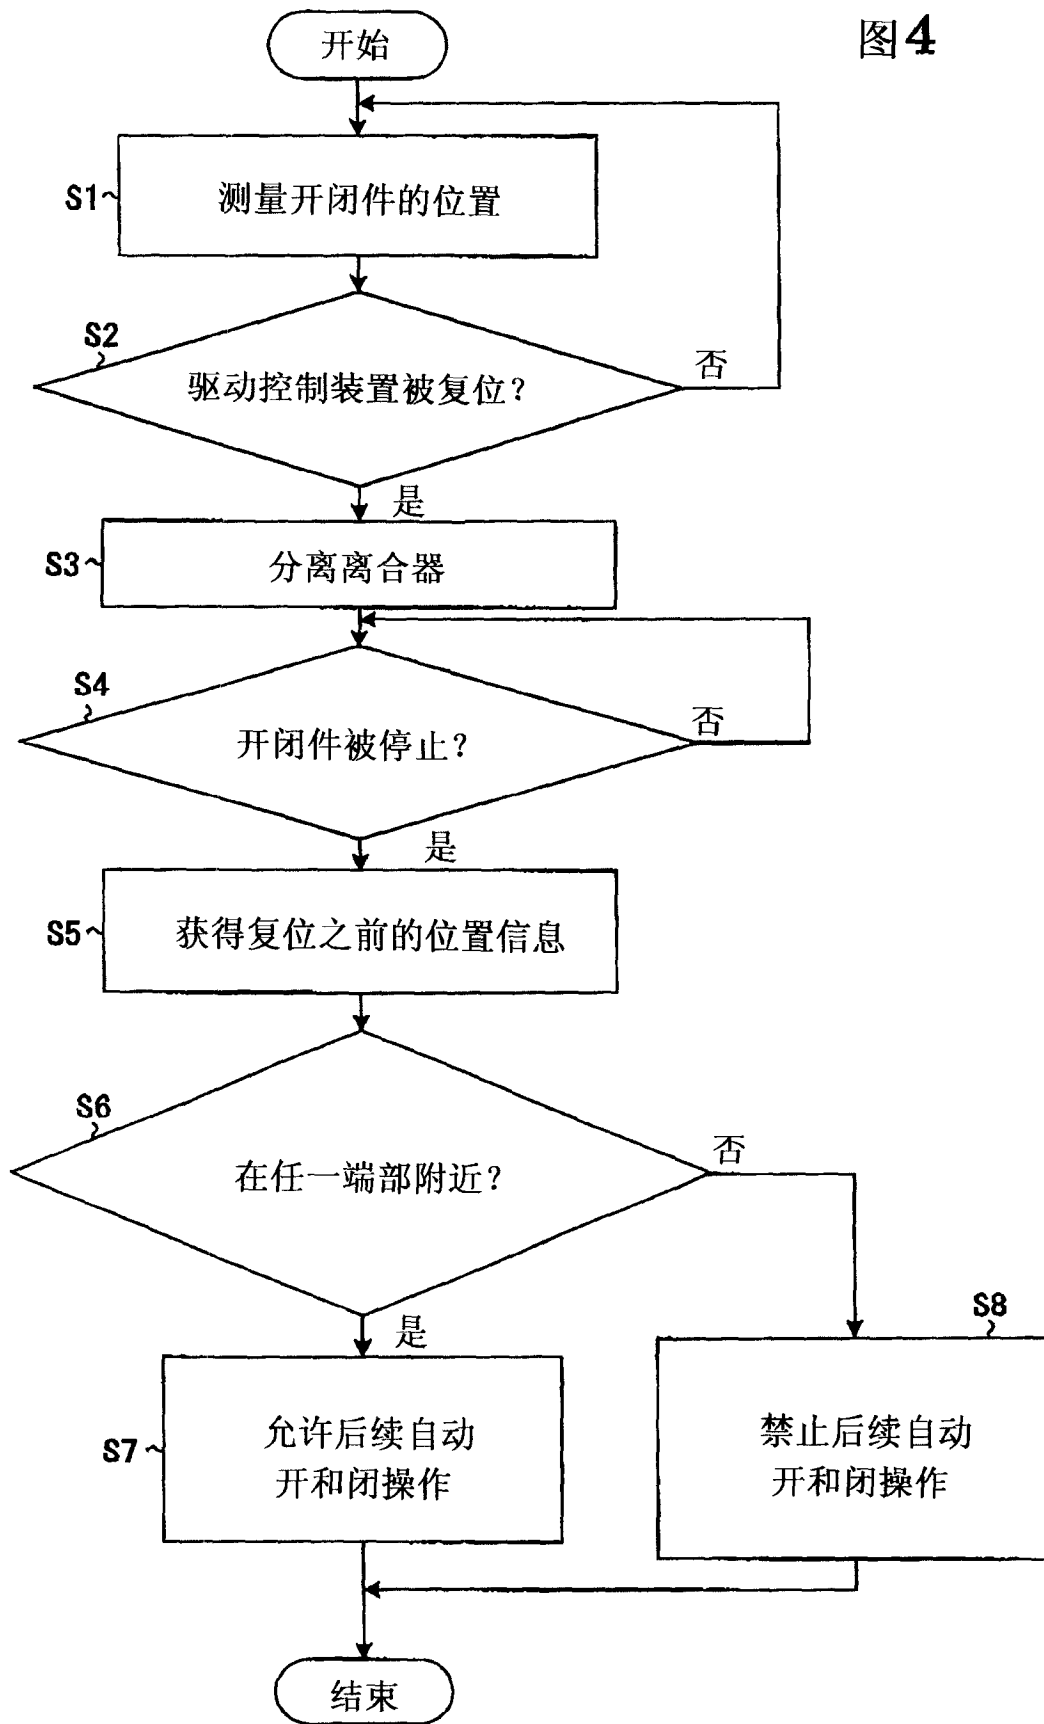 图4
开始
S1
测量开闭件的位置
S2
驱动控制装置被复位?
否
是
S3
分离离合器
S4
开闭件被停止?
否
是
S5
获得复位之前的位置信息
S6
在任一端部附近?
否
是
S7
允许后续自动
开和闭操作
S8
禁止后续自动
开和闭操作
结束